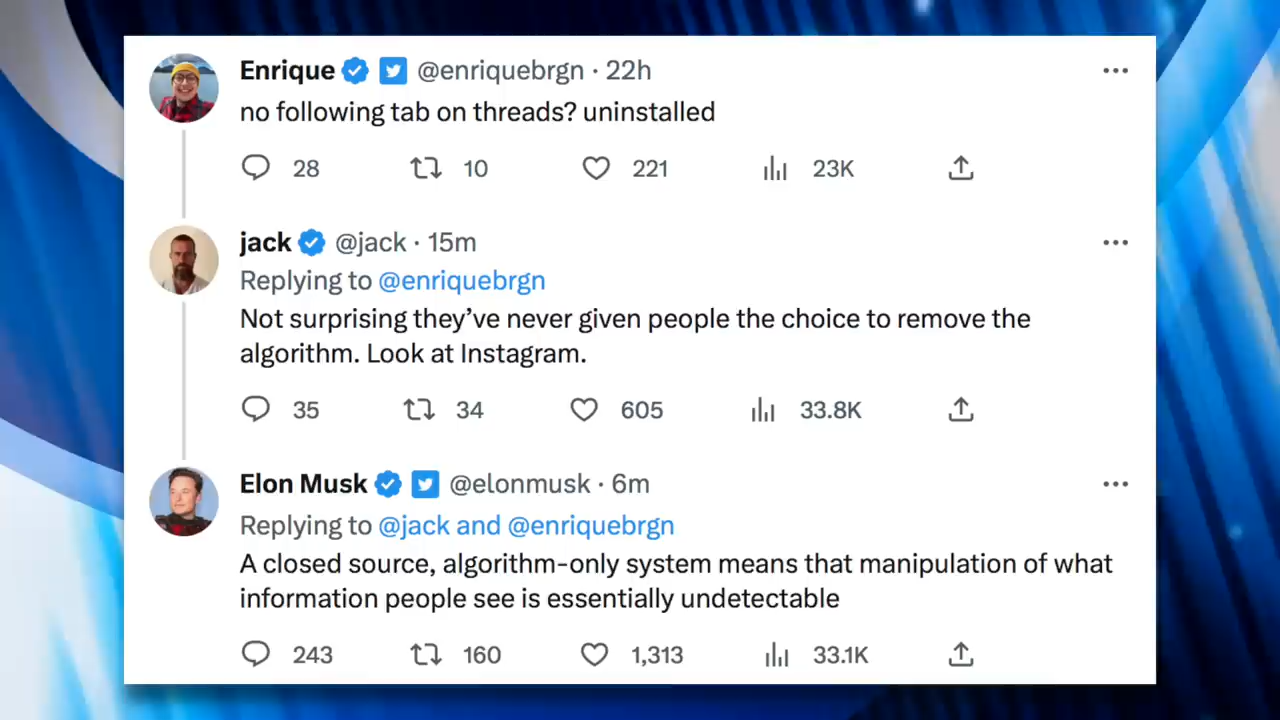 Enrique @enriquebrgn · 22h
no following tab on threads? uninstalled
28 10 221 23K
jack @jack · 15m
Replying to @enriquebrgn
Not surprising they’ve never given people the choice to remove the
algorithm. Look at Instagram.
35 34 605 33.8K
Elon Musk @elonmusk · 6m
Replying to @jack and @enriquebrgn
A closed source, algorithm-only system means that manipulation of what
information people see is essentially undetectable
243 160 1,313 33.1K